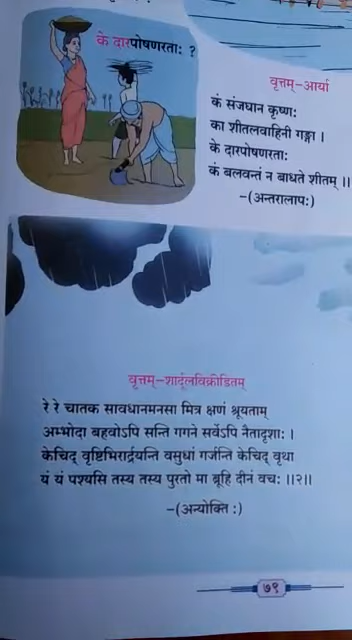 के दारपोषणरताः ?
वृत्तम्-आर्या
कं संजघान कृष्णः
का शीतलवाहिनी गङ्गा ।
के दारपोषणरताः
कं बलवन्तं न बाधते शीतम् ।।
-(अन्तरालापः)
वृत्तम्-शार्दूलविक्रीडितम्
रे रे चातक सावधानमनसा मित्र क्षणं श्रूयताम्
अम्भोदा बहवोऽपि सन्ति गगने सर्वेऽपि नैतादृशाः ।
केचिद् वृष्टिभिरार्द्रयन्ति वसुधां गर्जन्ति केचिद् वृथा
यं यं पश्यसि तस्य तस्य पुरतो मा ब्रूहि दीनं वचः ।।२।।
-(अन्योक्तिः)
७९